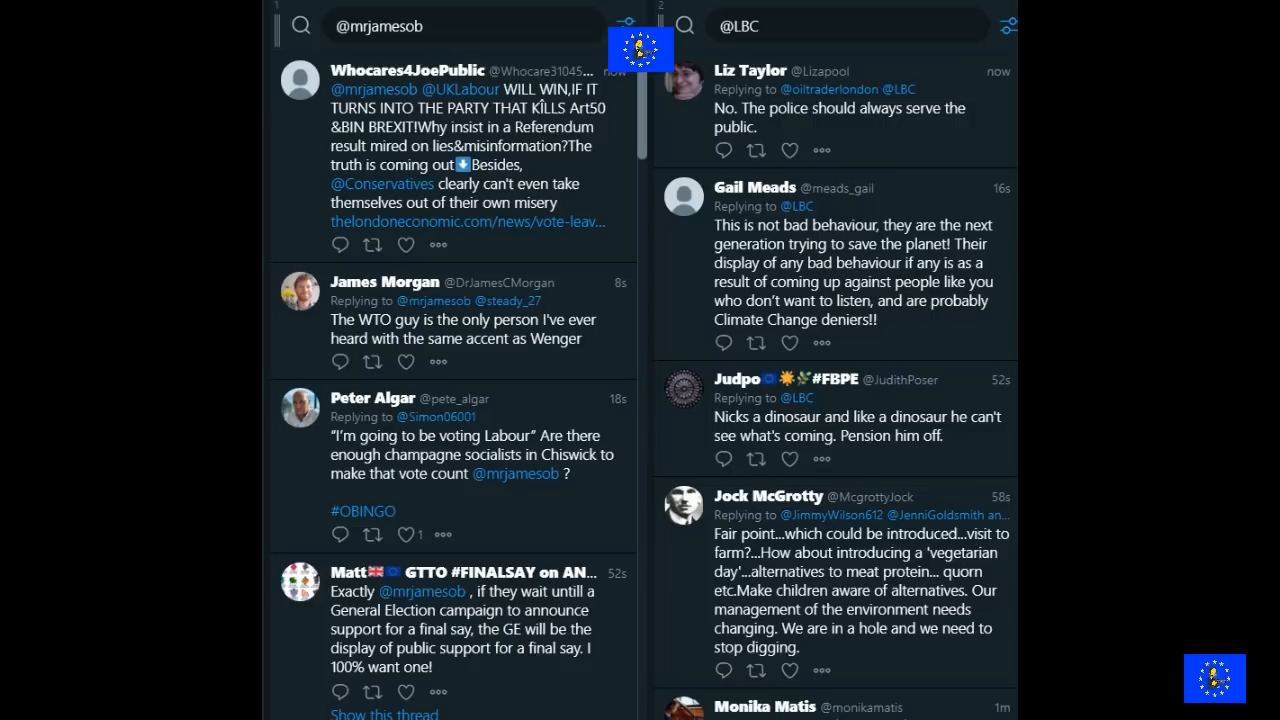 1
@mrjamesob
Whocares4JoePublic @Whocare31045... now
@mrjamesob @UKLabour WILL WIN,IF IT
TURNS INTO THE PARTY THAT KILLS Art50
&BIN BREXIT!Why insist in a Referendum
result mired on lies&misinformation?The
truth is coming out⬇Besides,
@Conservatives clearly can't even take
themselves out of their own misery
thelondoneconomic.com/news/vote-leav...
James Morgan @DrJamesCMorgan 8s
Replying to @mrjamesob @steady_27
The WTO guy is the only person I've ever
heard with the same accent as Wenger
Peter Algar @pete_algar 18s
Replying to @Simon06001
“I'm going to be voting Labour” Are there
enough champagne socialists in Chiswick to
make that vote count @mrjamesob ?
#OBINGO
1
Matt🇬🇧🇪🇺 GTTO #FINALSAY on AN... 52s
Exactly @mrjamesob , if they wait untill a
General Election campaign to announce
support for a final say, the GE will be the
display of public support for a final say. I
100% want one!
Show this thread
2
@LBC
Liz Taylor @Lizapool now
Replying to @oiltraderlondon @LBC
No. The police should always serve the
public.
Gail Meads @meads_gail 16s
Replying to @LBC
This is not bad behaviour, they are the next
generation trying to save the planet! Their
display of any bad behaviour if any is as a
result of coming up against people like you
who don’t want to listen, and are probably
Climate Change deniers!!
Judpo🇪🇺☀🌿#FBPE @JudithPoser 52s
Replying to @LBC
Nicks a dinosaur and like a dinosaur he can't
see what's coming. Pension him off.
Jock McGrotty @McgrottyJock 58s
Replying to @JimmyWilson612 @JenniGoldsmith an...
Fair point...which could be introduced...visit to
farm?...How about introducing a 'vegetarian
day'...alternatives to meat protein... quorn
etc.Make children aware of alternatives. Our
management of the environment needs
changing. We are in a hole and we need to
stop digging.
Monika Matis @monikamatis 1m